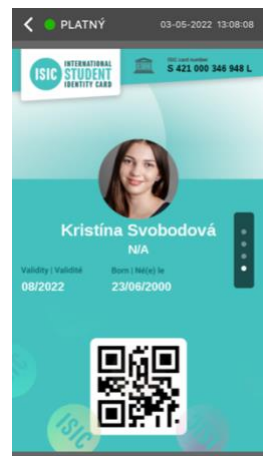 PLATNÝ 03-05-2022 13:08:08
ISIC INTERNATIONAL
STUDENT
IDENTITY CARD
ISIC card number
S 421 000 346 948 L
Kristína Svobodová
N/A
Validity | Validité Born | Né(e) le
08/2022 23/06/2000
ISIC